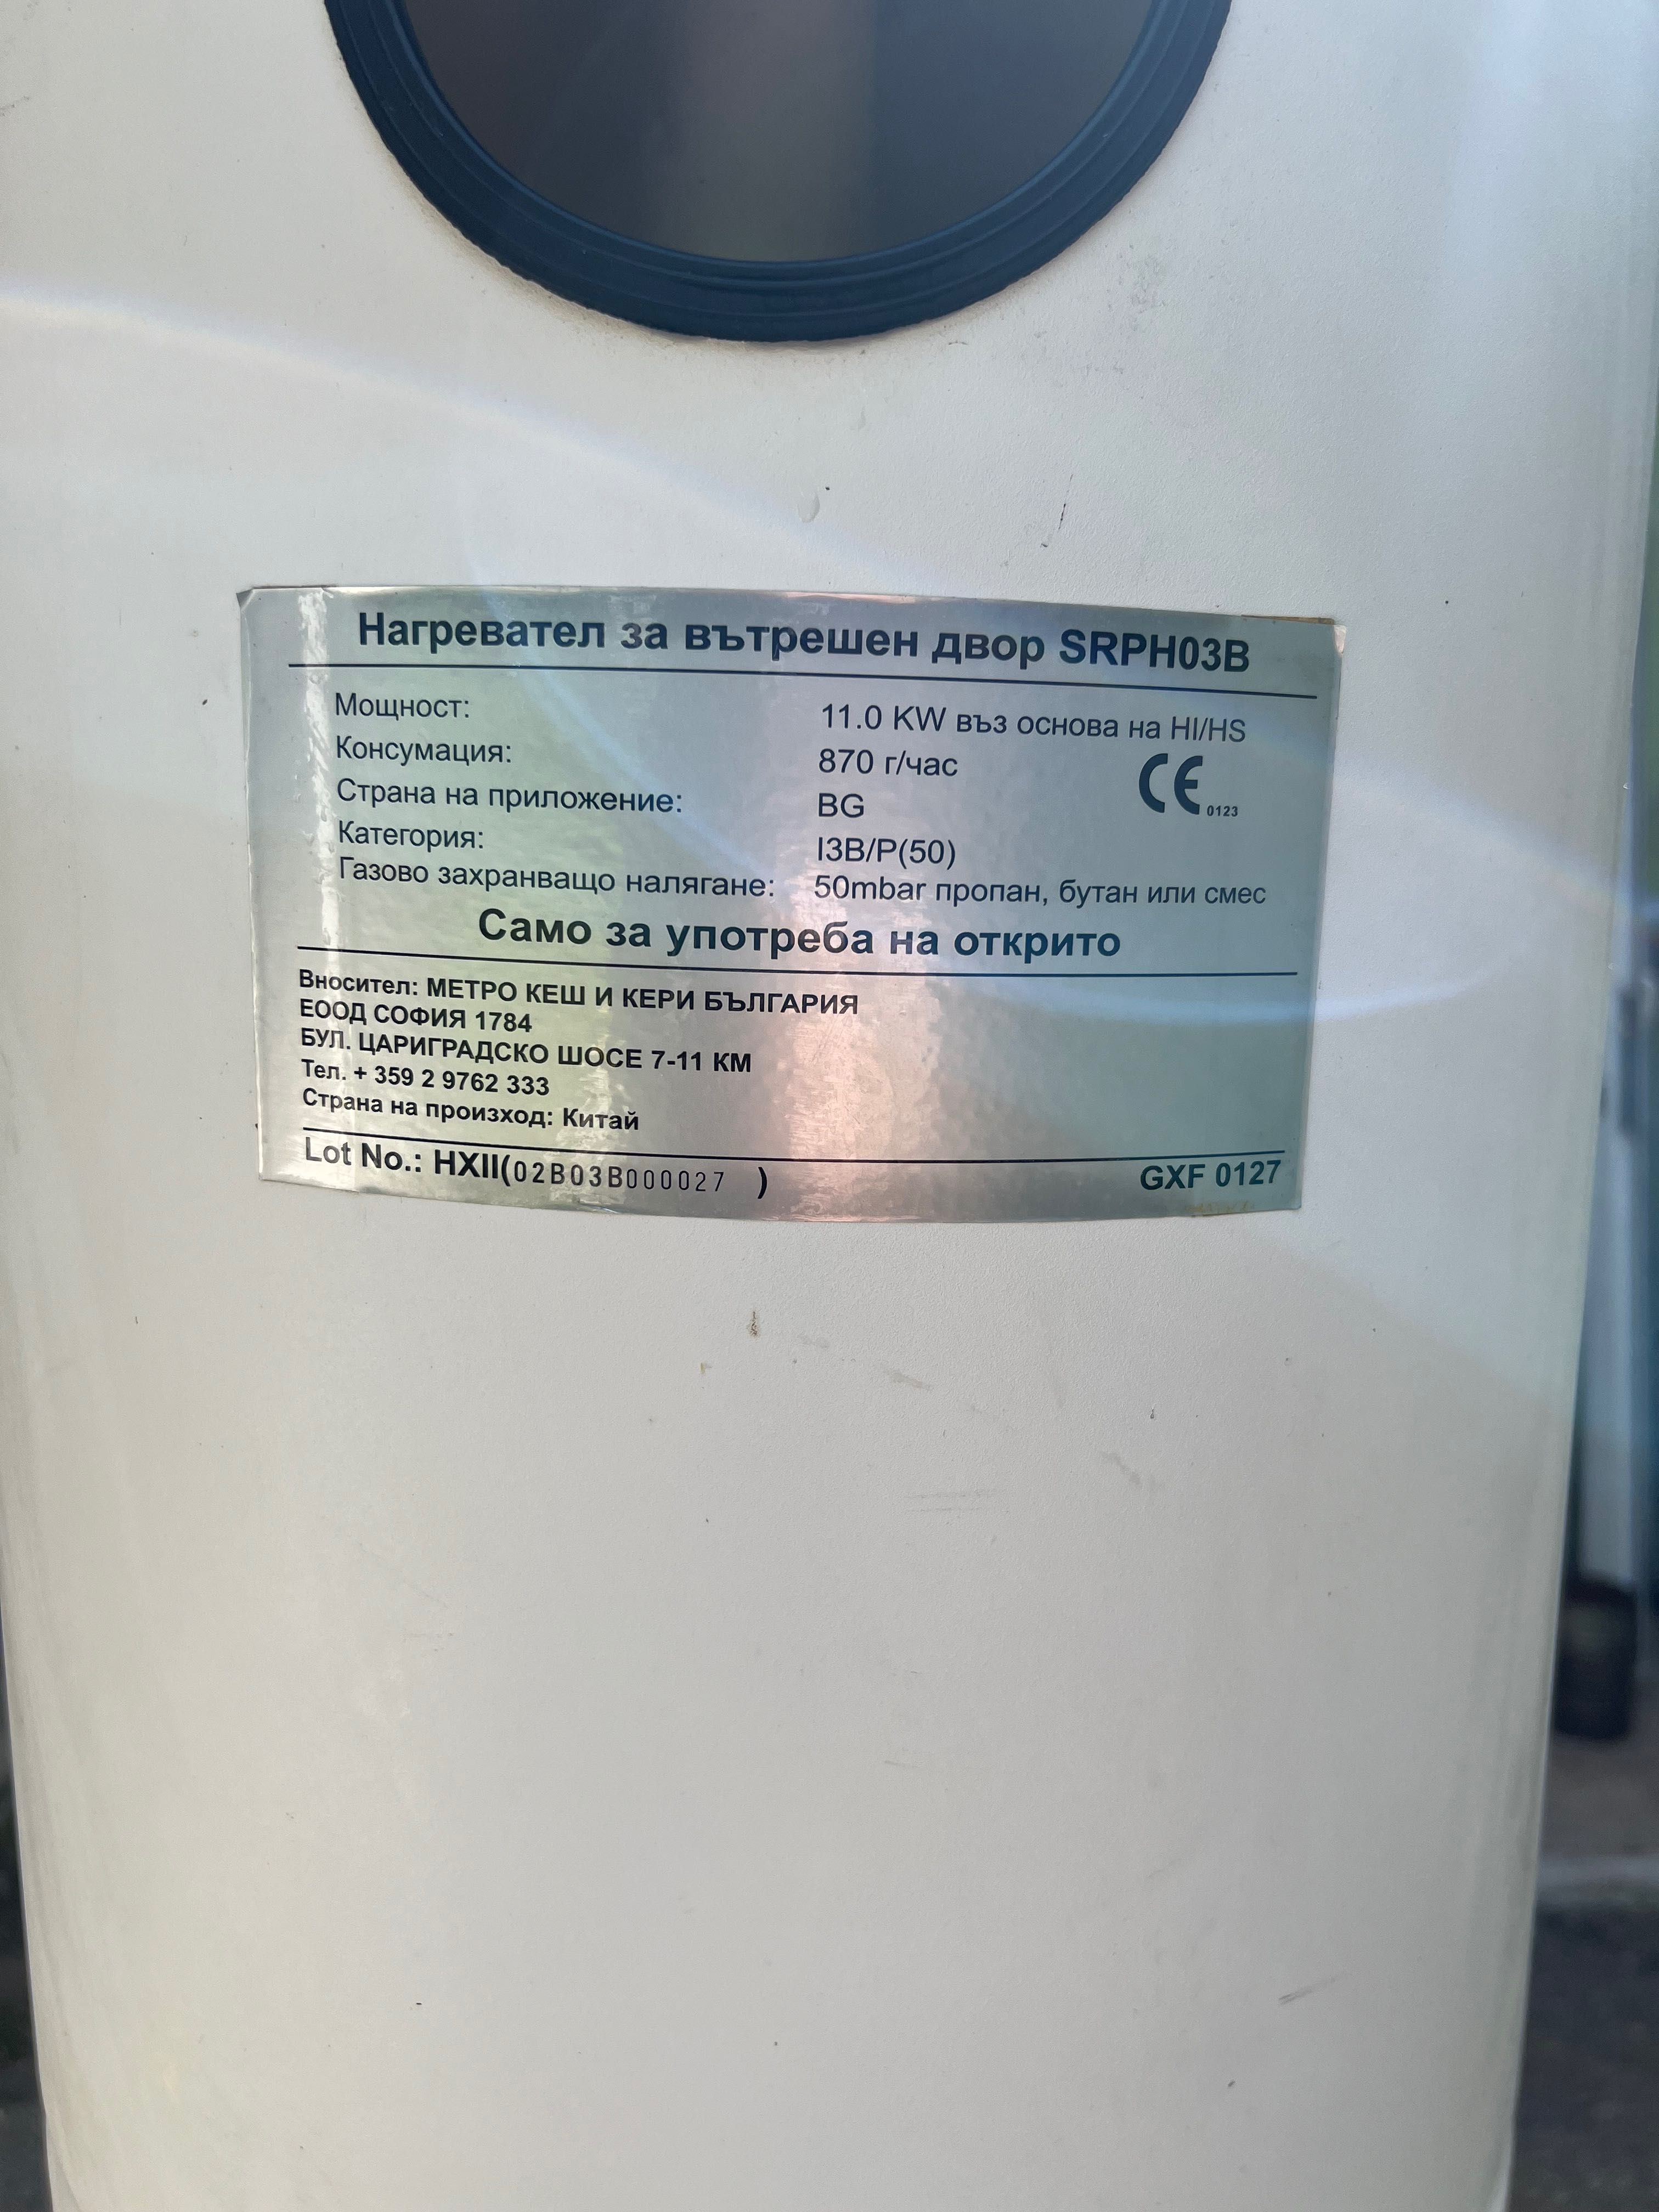 Нагревател за вътрешен двор SRPH03B
Мощност: 11.0 KW въз основа на HI/HS
Консумация: 870 г/час
CE 0123
Страна на приложение: BG
Категория: I3B/P(50)
Газово захранващо налягане: 50mbar пропан, бутан или смес
Само за употреба на открито
Вносител: МЕТРО КЕШ И КЕРИ БЪЛГАРИЯ
ЕООД СОФИЯ 1784
БУЛ. ЦАРИГРАДСКО ШОСЕ 7-11 КМ
Тел. + 359 2 9762 333
Страна на произход: Китай
Lot No.: HXII(02B03B000027 ) GXF 0127